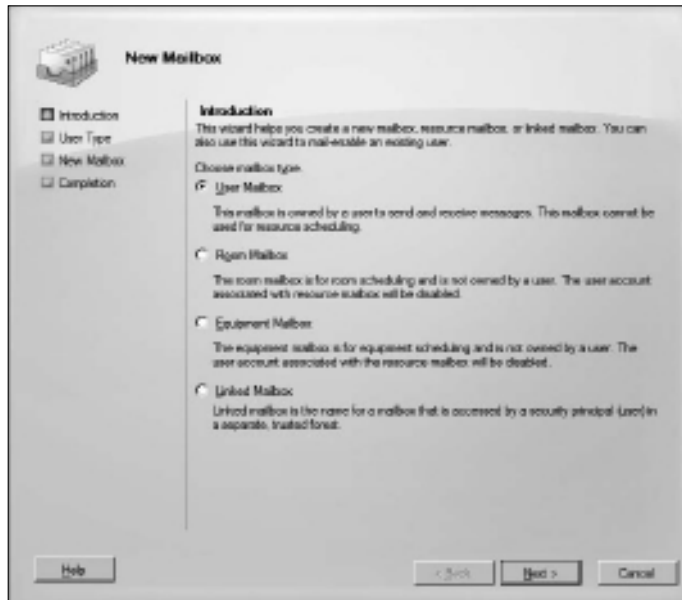 New Mailbox
Introduction
User Type
New Mailbox
Completion
Introduction
This wizard helps you create a new mailbox, resource mailbox, or linked mailbox. You can
also use this wizard to mail-enable an existing user.
Choose mailbox type.
User Mailbox
This mailbox is owned by a user to send and receive messages. This mailbox cannot be
used for resource scheduling.
Room Mailbox
The room mailbox is for room scheduling and is not owned by a user. The user account
associated with resource mailbox will be disabled.
Equipment Mailbox
The equipment mailbox is for equipment scheduling and is not owned by a user. The
user account associated with the resource mailbox will be disabled.
Linked Mailbox
Linked mailbox is the name for a mailbox that is accessed by a security principal (user) in
a separate, trusted forest.
Help
< Back
Next >
Cancel